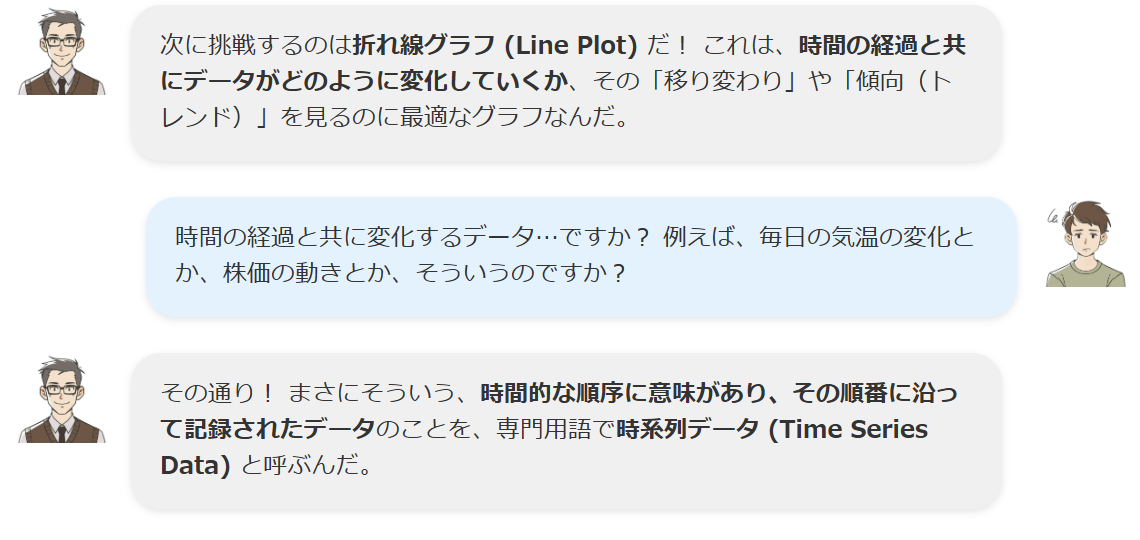 次に挑戦するのは折れ線グラフ (Line Plot) だ！ これは、時間の経過と共
にデータがどのように変化していくか、その「移り変わり」や「傾向（ト
レンド）」を見るのに最適なグラフなんだ。
時間の経過と共に変化するデータ…ですか？ 例えば、毎日の気温の変化と
か、株価の動きとか、そういうのですか？
その通り！ まさにそういう、時間的な順序に意味があり、その順番に沿っ
て記録されたデータのことを、専門用語で時系列データ (Time Series
Data) と呼ぶんだ。